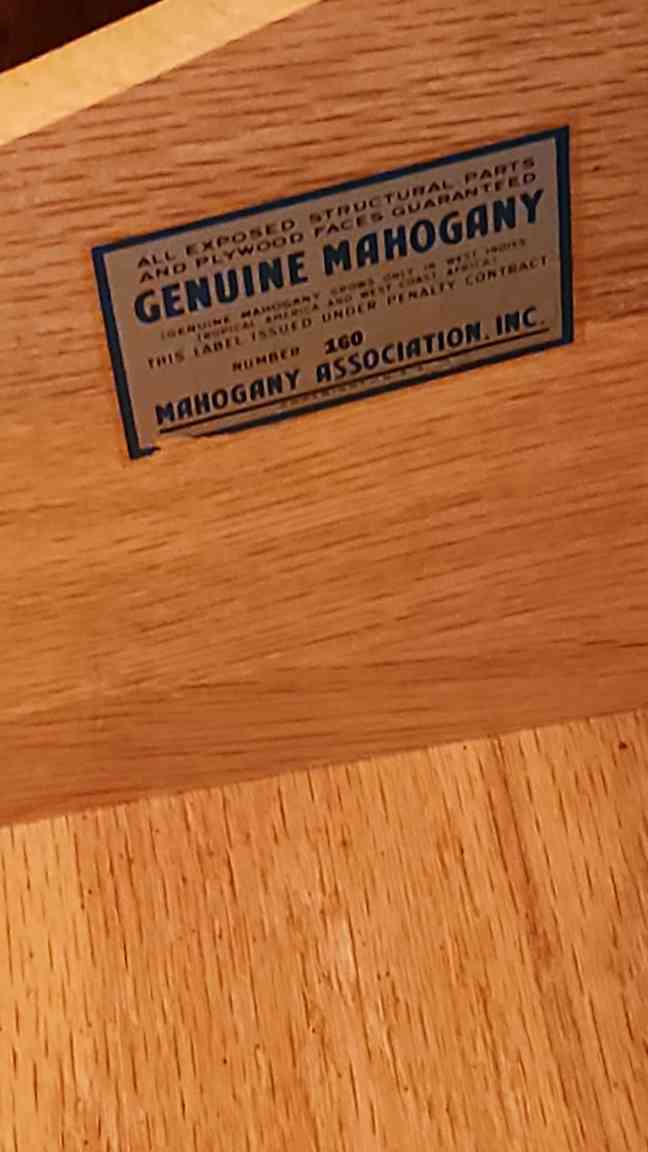 ALL EXPOSED STRUCTURAL PARTS
AND PLYWOOD FACES GUARANTEED
GENUINE MAHOGANY
(GENUINE MAHOGANY GROWS ONLY IN WEST INDIES
TROPICAL AMERICA AND WEST COAST AFRICA)
THIS LABEL ISSUED UNDER PENALTY CONTRACT
NUMBER 160
MAHOGANY ASSOCIATION, INC.